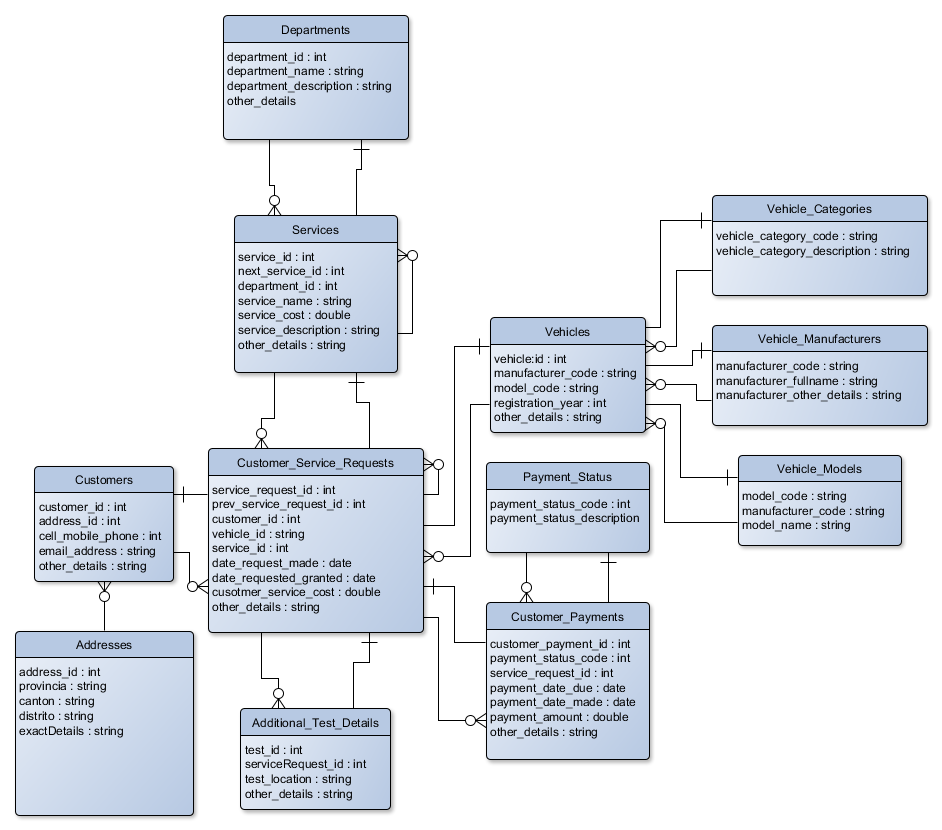 Departments
department_id : int
department_name : string
department_description : string
other_details
Services
service_id : int
next_service_id : int
department_id : int
service_name : string
service_cost : double
service_description : string
other_details : string
Vehicle_Categories
vehicle_category_code : string
vehicle_category_description : string
Vehicles
vehicle:id : int
manufacturer_code : string
model_code : string
registration_year : int
other_details : string
Vehicle_Manufacturers
manufacturer_code : string
manufacturer_fullname : string
manufacturer_other_details : string
Customer_Service_Requests
service_request_id : int
prev_service_request_id : int
customer_id : int
vehicle_id : string
service_id : int
date_request_made : date
date_requested_granted : date
cusotmer_service_cost : double
other_details : string
Customers
customer_id : int
address_id : int
cell_mobile_phone : int
email_address : string
other_details : string
Payment_Status
payment_status_code : int
payment_status_description
Vehicle_Models
model_code : string
manufacturer_code : string
model_name : string
Addresses
address_id : int
provincia : string
canton : string
distrito : string
exactDetails : string
Customer_Payments
customer_payment_id : int
payment_status_code : int
service_request_id : int
payment_date_due : date
payment_date_made : date
payment_amount : double
other_details : string
Additional_Test_Details
test_id : int
serviceRequest_id : int
test_location : string
other_details : string